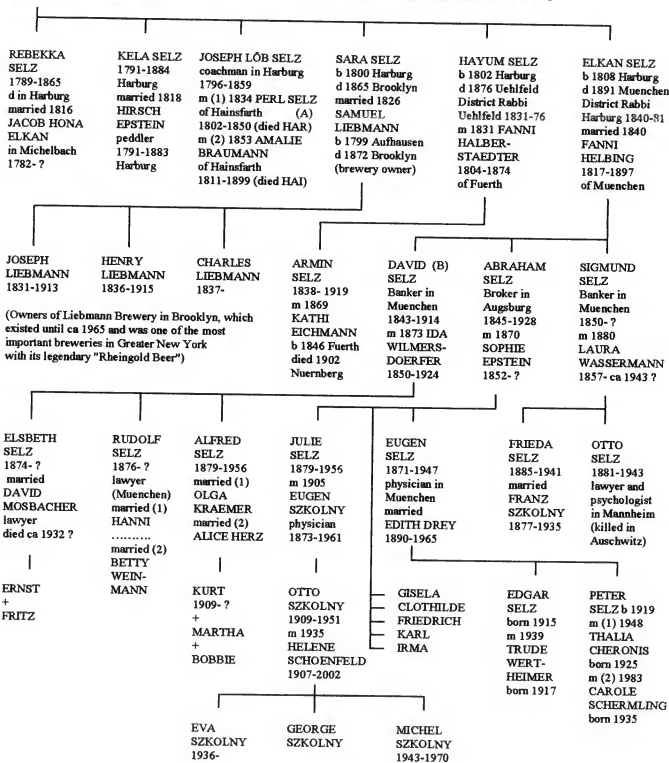 REBEKKA
SELZ
1789-1865
d in Harburg
married 1816
JACOB HONA
ELKAN
in Michelbach
1782- ?
KELA SELZ
1791-1884
Harburg
married 1818
HIRSCH
EPSTEIN
peddler
1791-1883
Harburg
JOSEPH LÖB SELZ
coachman in Harburg
1796-1859
m (1) 1834 PERL SELZ
of Hainsfarth (A)
1802-850 (died HAR)
m (2) 1853 AMALIE
BRAUMANN
of Hainsfarth
1811-1899 (died HAI)
SARA SELZ
b 1800 Harburg
d 1865 Brooklyn
married 1826
SAMUEL
LIEBMANN
b 1799 Aufhausen
d 1872 Brooklyn
(brewery owner)
HAYUM SELZ
b 1802 Harburg
d 1876 Uehlfeld
District Rabbi
Uehlfeld 1831-76
m 1831 FANNI
HALBER-
STAEDTER
1804-1874
of Fuerth
ELKAN SELZ
b 1808 Harburg
d 1891 Muenchen
District Rabbi
Harburg 1840-81
married 1840
FANNI
HELBING
1817-1897
of Muenchen
JOSEPH
LIEBMANN
1831-1913
HENRY
LIEBMANN
1836-1915
CHARLES
LIEBMANN
1837-
(Owners of Liebmann Brewery in Brooklyn, which
existed until ca 1965 and was one of the most
important breweries in Greater New York
with its legendary "Rheingold Beer")
ARMIN
SELZ
1838- 1919
m 1869
KATHI
EICHMANN
b 1846 Fuerth
died 1902
Nuernberg
DAVID (B)
SELZ
Banker in
Muenchen
1843-1914
m 1873 IDA
WILMERS-
DOERFER
1850-1924
ABRAHAM
SELZ
Broker in
Augsburg
1845-1928
m 1870
SOPHIE
EPSTEIN
1852- ?
SIGMUND
SELZ
Banker in
Muenchen
1850- ?
m 1880
LAURA
WASSERMANN
1857- ca 1943 ?
ELSBETH
SELZ
1874- ?
married
DAVID
MOSBACHER
lawyer
died ca 1932 ?
ERNST
+
FRITZ
RUDOLF
SELZ
1876- ?
lawyer
(Muenchen)
married (1)
HANNI
..........
married (2)
BETTY
WEIN-
MANN
ALFRED
SELZ
1879-1956
married (1)
OLGA
KRAEMER
married (2)
ALICE HERZ
KURT
1909- ?
+
MARTHA
+
BOBBIE
JULIE
SELZ
1879-1956
m 1905
EUGEN
SZKOLNY
physician
1873-1961
OTTO
SZKOLNY
1909-1951
m 1935
HELENE
SCHOENFELD
1907-2002
EUGEN
SELZ
1871-1947
physician in
Muenchen
married
EDITH DREY
1890-1965
GISELA
CLOTHILDE
FRIEDRICH
KARL
IRMA
FRIEDA
SELZ
1885-1941
married
FRANZ
SZKOLNY
1877-1935
OTTO
SELZ
1881-1943
lawyer and
psychologist
in Mannheim
(killed in
Auschwitz)
EDGAR
SELZ
born 1915
m 1939
TRUDE
WERT-
HEIMER
born 1917
PETER
SELZ b 1919
m (1) 1948
THALIA
CHERONIS
born 1925
m (2) 1983
CAROLE
SCHERMLING
born 1935
EVA
SZKOLNY
1936-
GEORGE
SZKOLNY
MICHEL
SZKOLNY
1943-1970